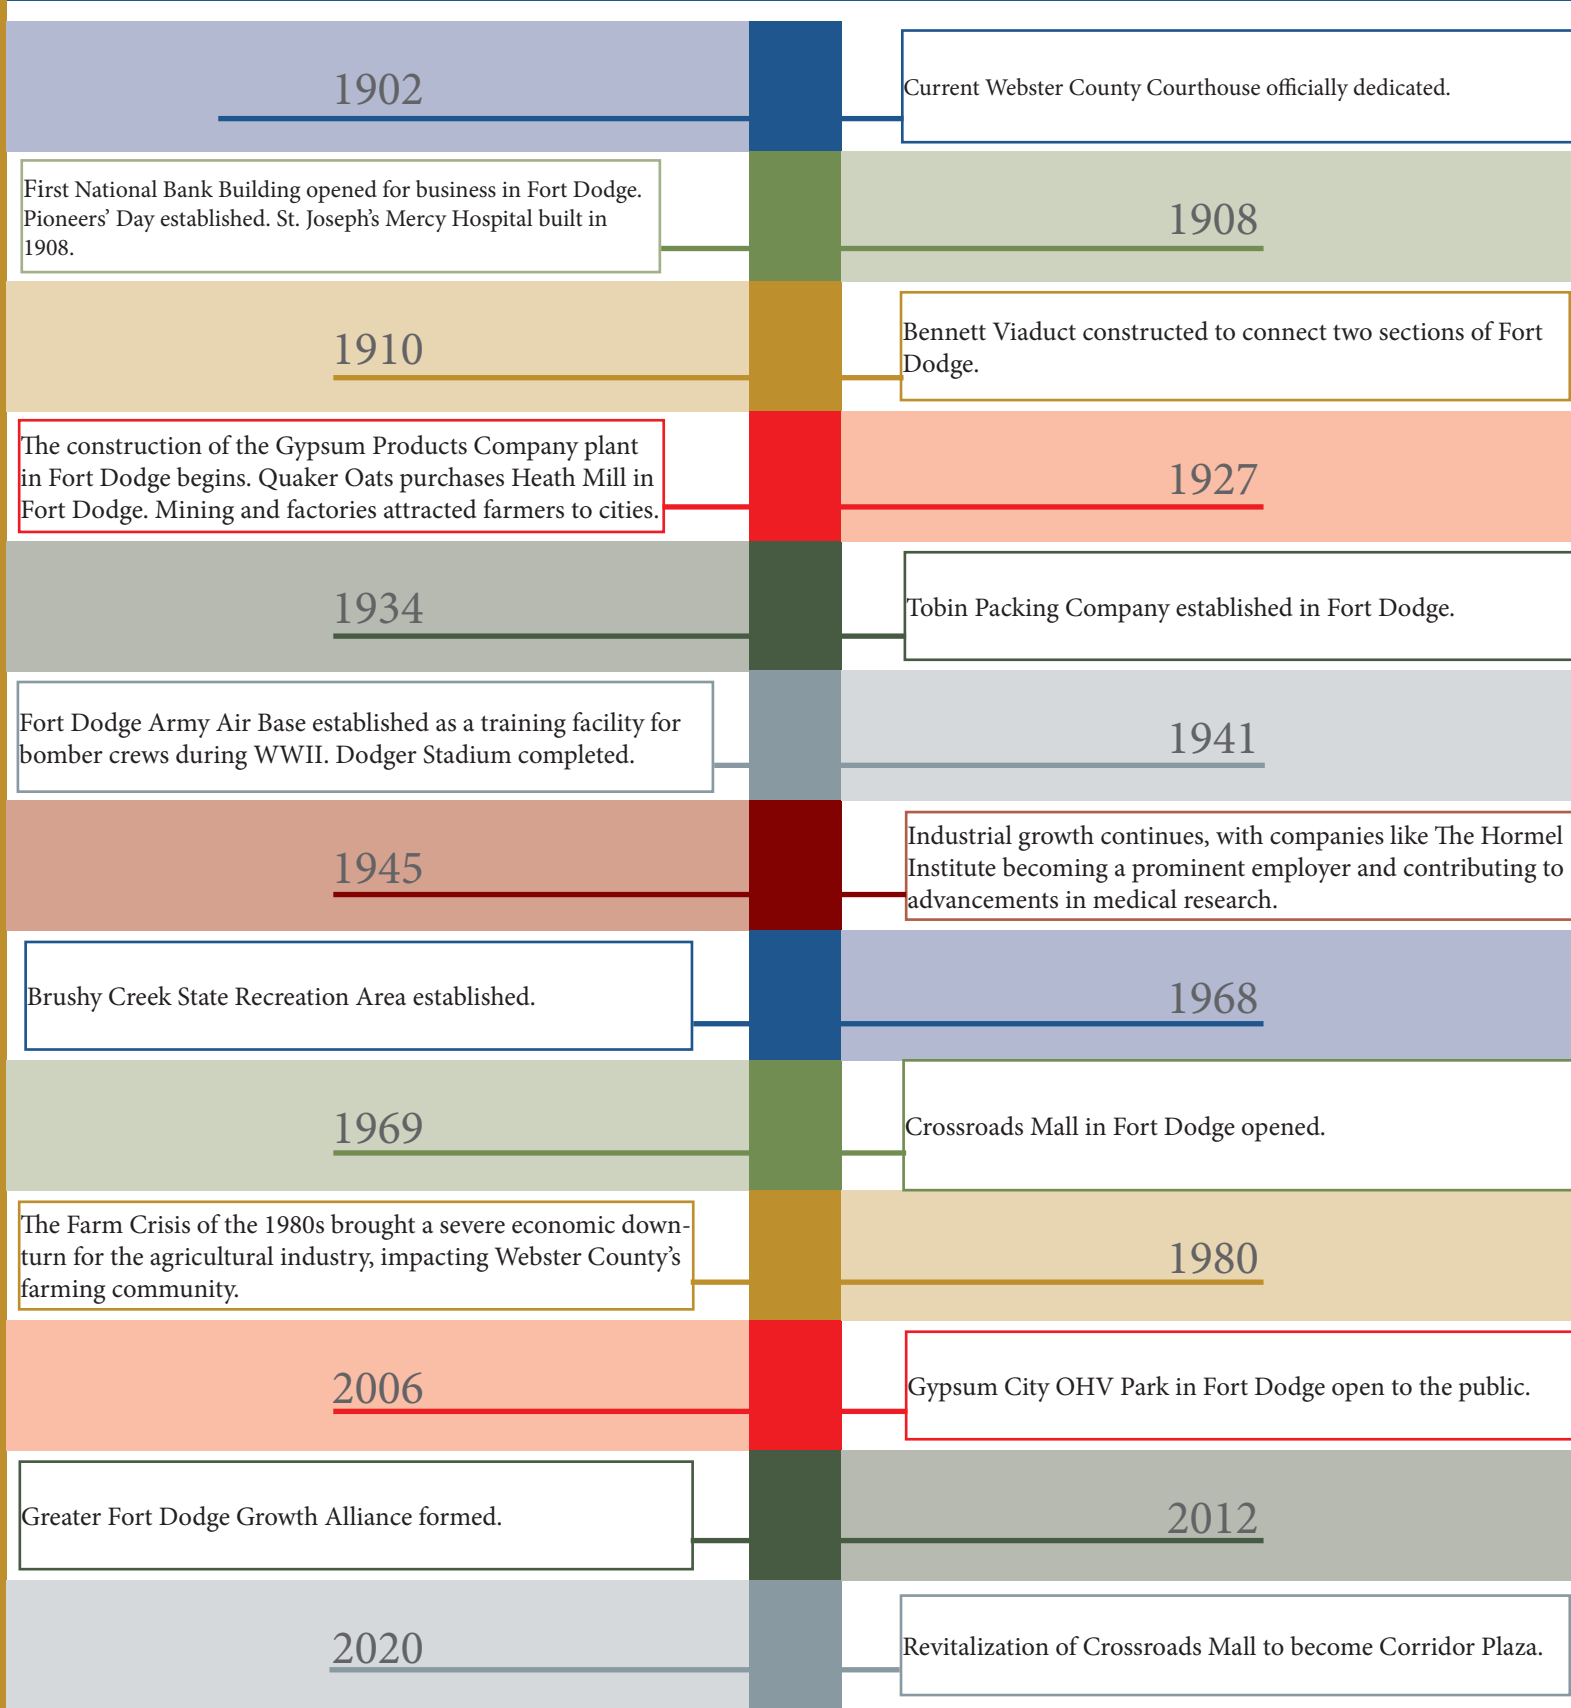 1902
Current Webster County Courthouse officially dedicated.
First National Bank Building opened for business in Fort Dodge.
Pioneers’ Day established. St. Joseph’s Mercy Hospital built in
1908.
1908
1910
Bennett Viaduct constructed to connect two sections of Fort
Dodge.
The construction of the Gypsum Products Company plant
in Fort Dodge begins. Quaker Oats purchases Heath Mill in
Fort Dodge. Mining and factories attracted farmers to cities.
1927
1934
Tobin Packing Company established in Fort Dodge.
Fort Dodge Army Air Base established as a training facility for
bomber crews during WWII. Dodger Stadium completed.
1941
1945
Industrial growth continues, with companies like The Hormel
Institute becoming a prominent employer and contributing to
advancements in medical research.
Brushy Creek State Recreation Area established.
1968
1969
Crossroads Mall in Fort Dodge opened.
The Farm Crisis of the 1980s brought a severe economic down-
turn for the agricultural industry, impacting Webster County’s
farming community.
1980
2006
Gypsum City OHV Park in Fort Dodge open to the public.
Greater Fort Dodge Growth Alliance formed.
2012
2020
Revitalization of Crossroads Mall to become Corridor Plaza.